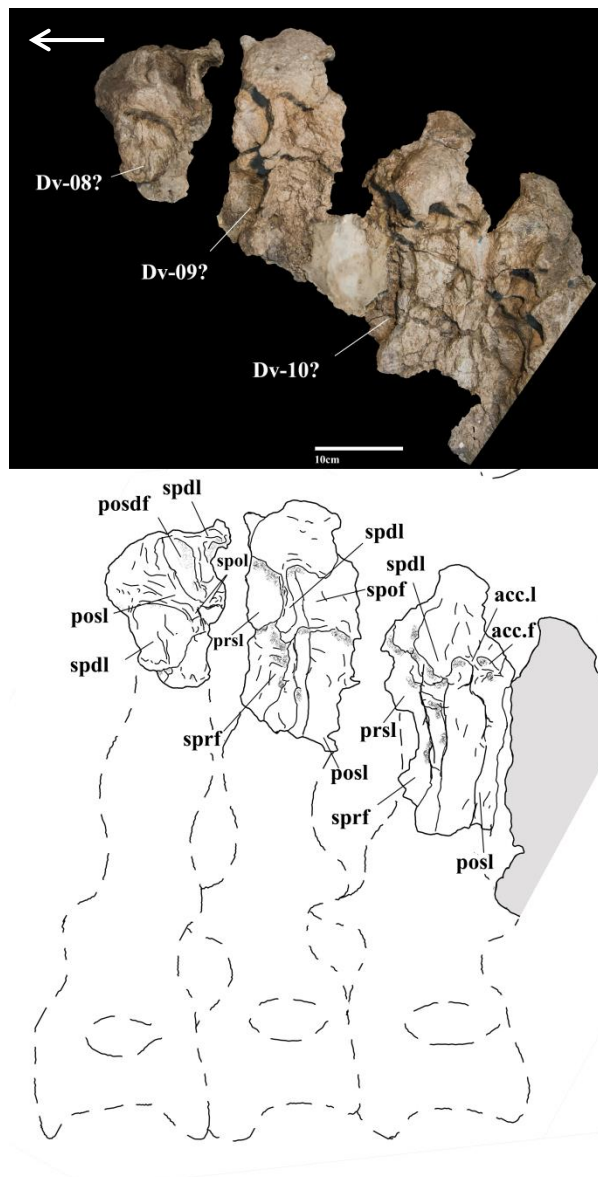 Dv-08?
Dv-09?
Dv-10?
10cm
spdl
posdf
spol
spdl
spdl
acc.l
posl
spof
acc.f
prsl
spdl
prsl
sprf
posl
sprf
posl